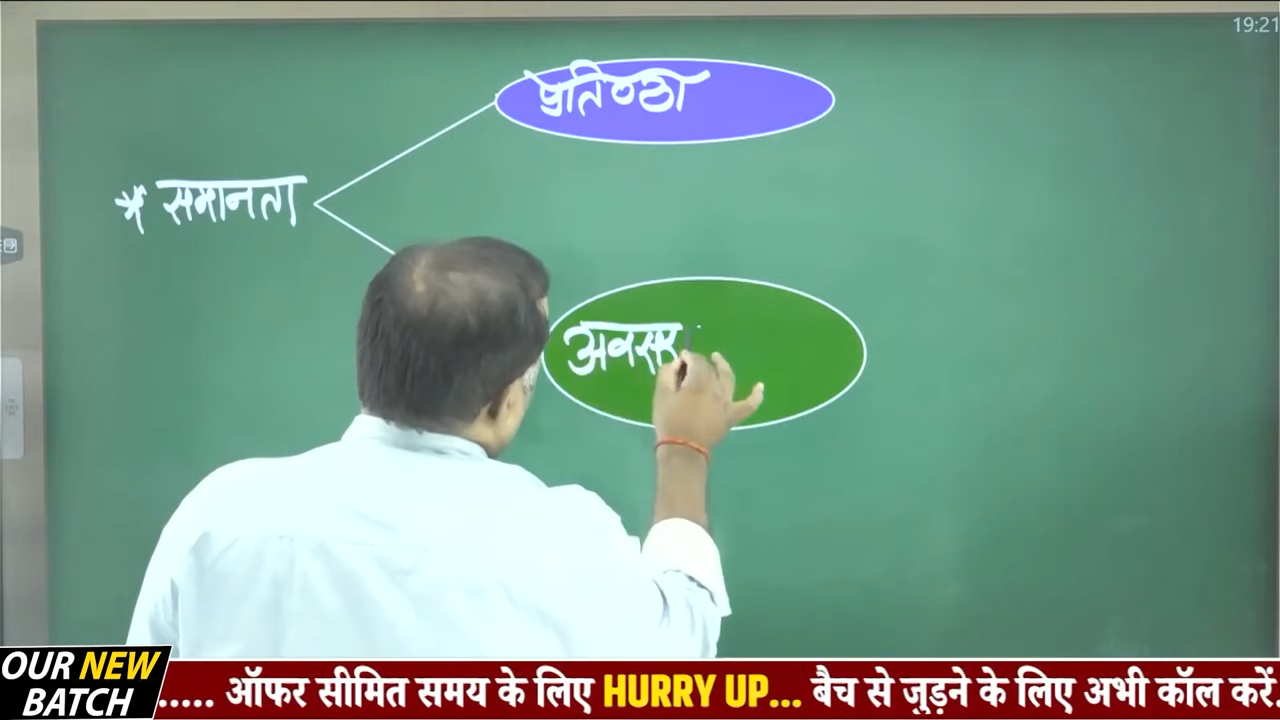 19:21
प्रतिष्ठा
* समानता
अवसर
OUR NEW
BATCH
..... ऑफर सीमित समय के लिए HURRY UP... बैच से जुड़ने के लिए अभी कॉल करें.